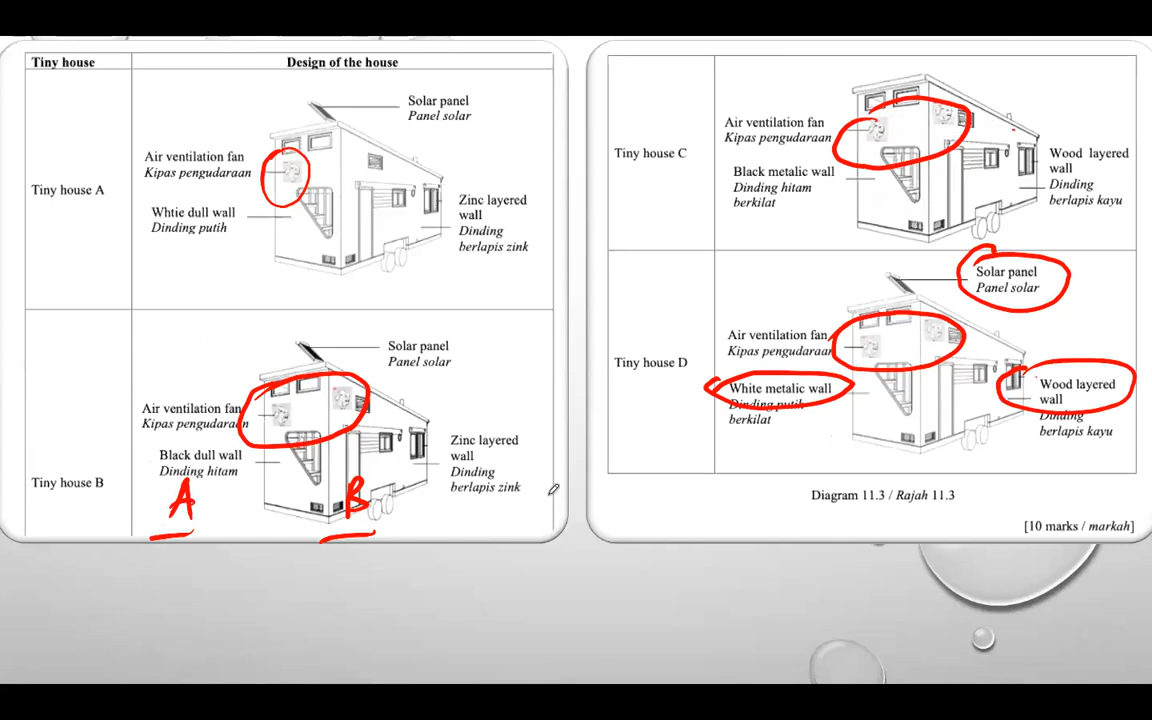 Tiny house
Design of the house
Solar panel
Panel solar
Air ventilation fan
Kipas pengudaraan
Tiny house A
Whtie dull wall
Dinding putih
Zinc layered
wall
Dinding
berlapis zink
Solar panel
Panel solar
Air ventilation fan
Kipas pengudaraan
Black dull wall
Dinding hitam
Zinc layered
wall
Dinding
berlapis zink
Tiny house B
A
B
Air ventilation fan
Kipas pengudaraan
Tiny house C
Black metalic wall
Dinding hitam
berkilat
Wood layered
wall
Dinding
berlapis kayu
Solar panel
Panel solar
Air ventilation fan
Kipas pengudaraan
Tiny house D
White metalic wall
Dinding putih
berkilat
Wood layered
wall
Dinding
berlapis kayu
Diagram 11.3 / Rajah 11.3
[10 marks / markah]